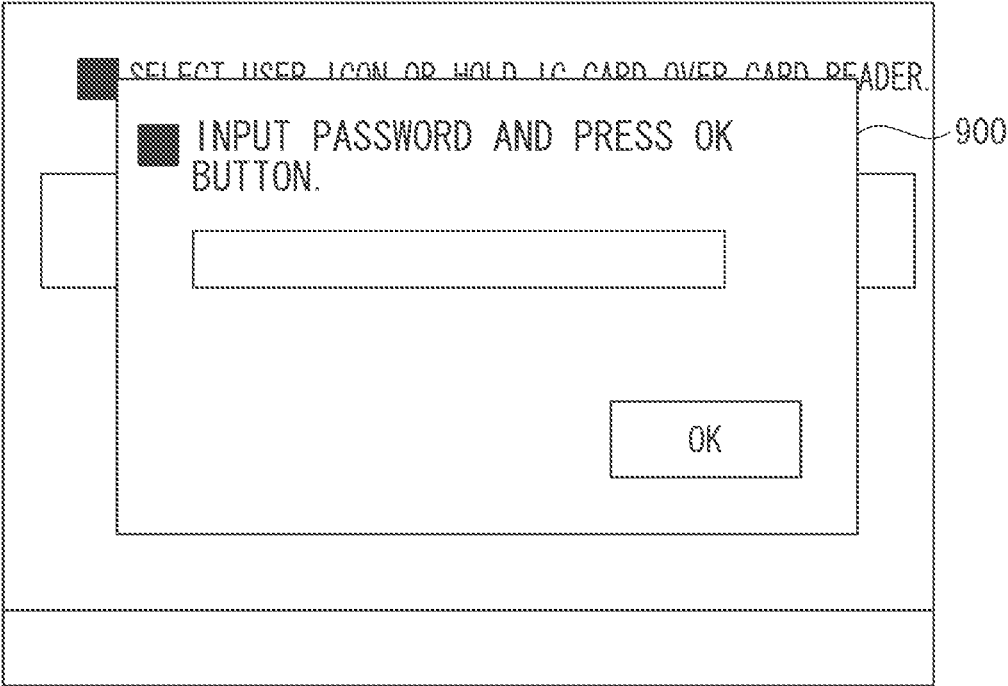 SELECT USER ICON OR HOLD IC CARD OVER CARD READER.
INPUT PASSWORD AND PRESS OK
BUTTON.
900
OK